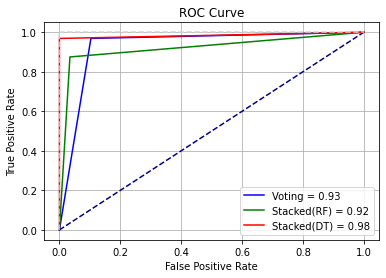 ROC Curve
True Positive Rate
1.0
0.8
0.6
0.4
0.2
0.0
Voting = 0.93
Stacked(RF) = 0.92
Stacked(DT) = 0.98
0.0 0.2 0.4 0.6 0.8 1.0
False Positive Rate